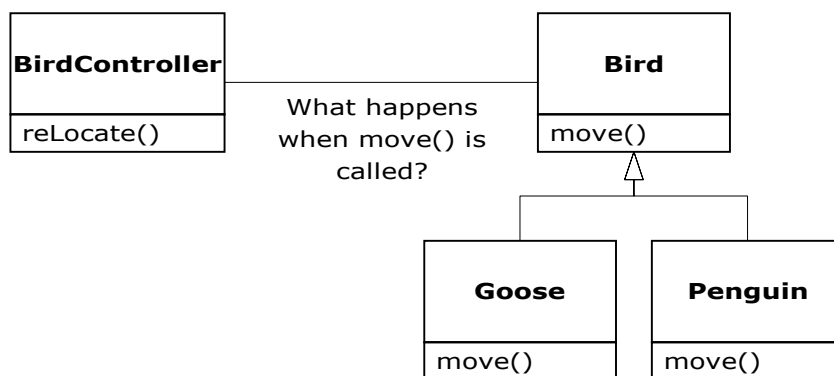 BirdController
reLocate()
What happens
when move() is
called?
Bird
move()
Goose
move()
Penguin
move()